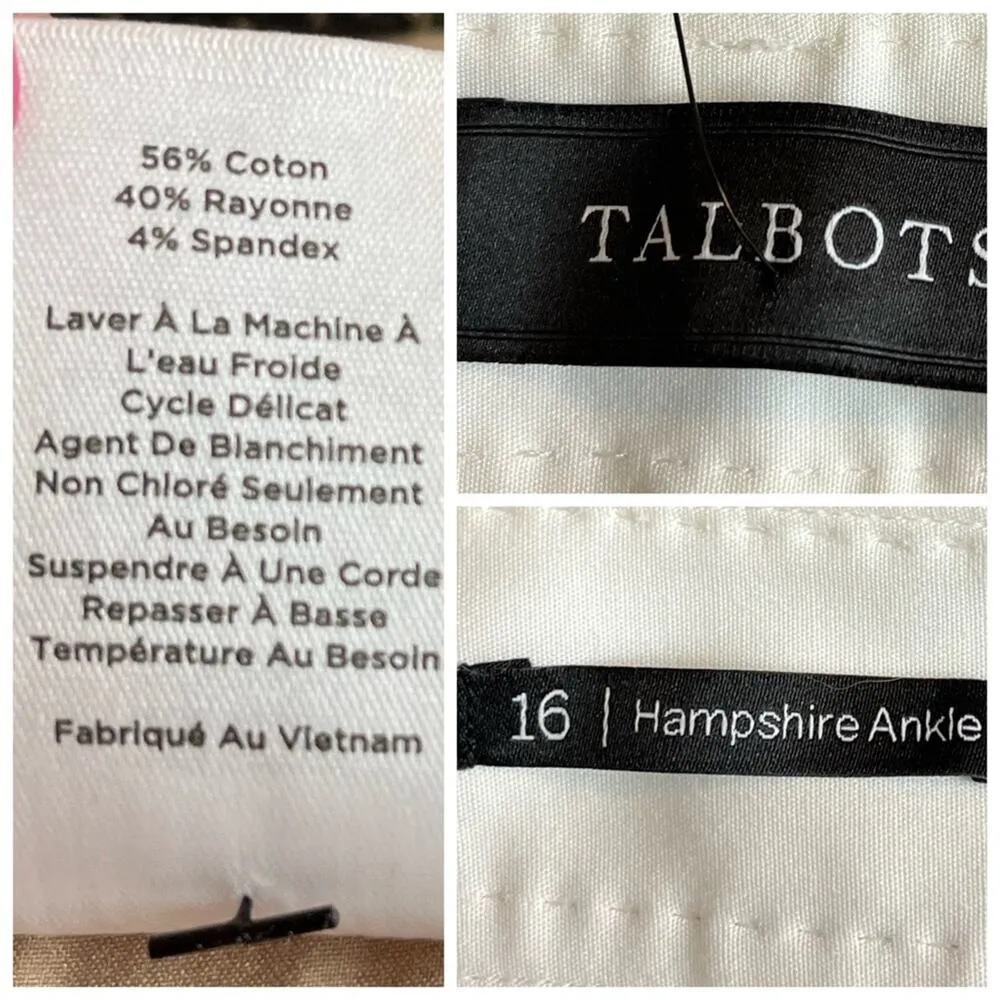 56% Coton
40% Rayonne
4% Spandex
Laver À La Machine À
L'eau Froide
Cycle Délicat
Agent De Blanchiment
Non Chloré Seulement
Au Besoin
Suspendre À Une Corde
Repasser À Basse
Température Au Besoin
Fabriqué Au Vietnam
TALBOTS
16 | Hampshire Ankle